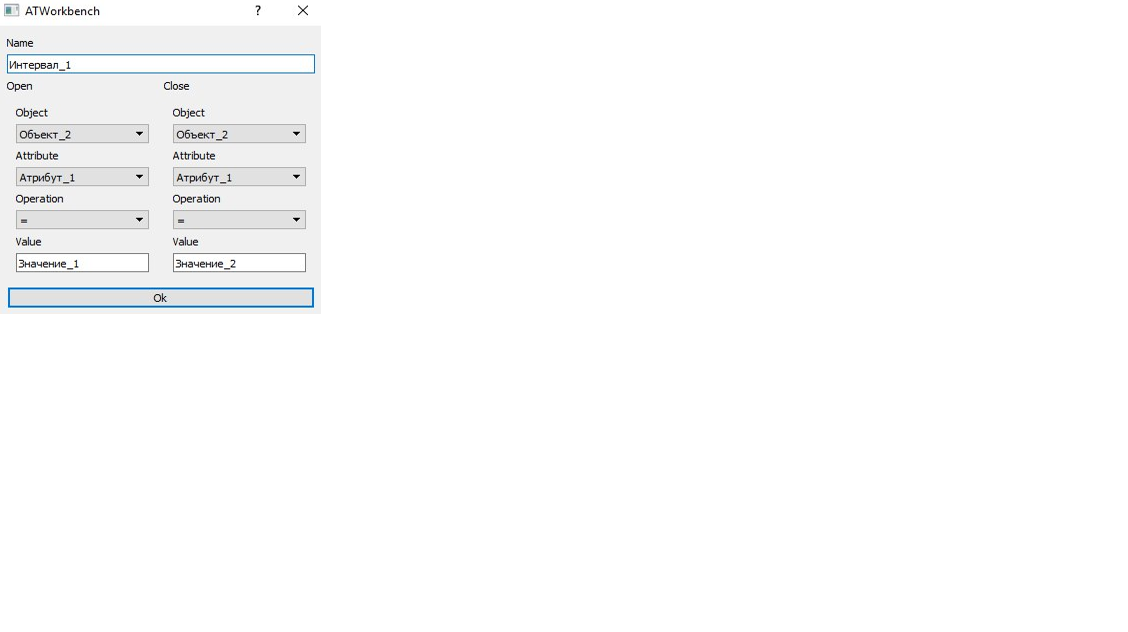 ATWorkbench ?
Name
Интервал_1
Open Close
Object Object
Объект_2 Объект_2
Attribute Attribute
Атрибут_1 Атрибут_1
Operation Operation
= =
Value Value
Значение_1 Значение_2
Ok